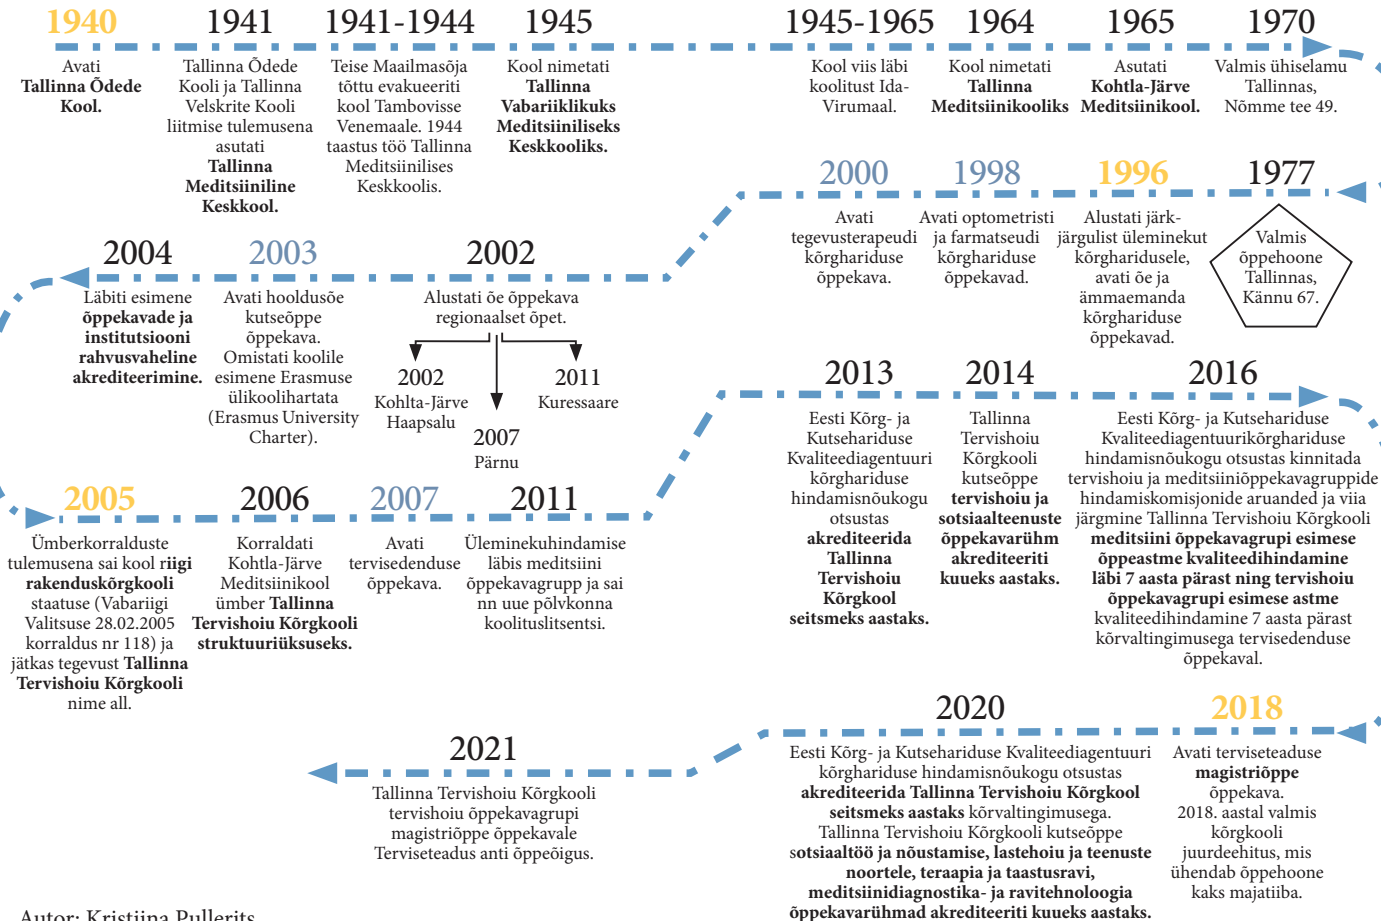 1940
Avati
Tallinna Õdede
Kool.
1941
Tallinna Õdede
Kooli ja Tallinna
Velskrite Kooli
liitmise tulemusena
asutati
Tallinna
Meditsiiniline
Keskkool.
1941-1944
Teise Maailmasõja
tõttu evakueeriti
kool Tambovisse
Venemaale. 1944
taastus töö Tallinna
Meditsiinilises
Keskkoolis.
1945
Kool nimetati
Tallinna
Vabariiklikuks
Meditsiiniliseks
Keskkooliks.
1945-1965
Kool viis läbi
koolitust Ida-
Virumaal.
1964
Kool nimetati
Tallinna
Meditsiinikooliks
1965
Asutati
Kohtla-Järve
Meditsiinikool.
1970
Valmis ühiselamu
Tallinnas,
Nõmme tee 49.
1977
Valmis
õppehoone
Tallinnas,
Kännu 67.
1996
Alustati järk-
järgulist üleminekut
kõrgharidusele,
avati õe ja
ämmaemanda
kõrghariduse
õppekavad.
1998
Avati optometristi
ja farmatseudi
kõrghariduse
õppekavad.
2000
Avati
tegevusterapeudi
kõrghariduse
õppekava.
2002
Alustati õe õppekava
regionaalset õpet.
2002
Kohlta-Järve
Haapsalu
2007
Pärnu
2011
Kuressaare
2003
Avati hooldusõe
kutseõppe
õppekava.
Omistati koolile
esimene Erasmuse
ülikoolihartata
(Erasmus University
Charter).
2004
Läbiti esimene
õppekavade ja
institutsiooni
rahvusvaheline
akrediteerimine.
2005
Ümberkorralduste
tulemusena sai kool riigi
rakenduskõrgkooli
staatuse (Vabariigi
Valitsuse 28.02.2005
korraldus nr 118) ja
jätkas tegevust Tallinna
Tervishoiu Kõrgkooli
nime all.
2006
Korraldati
Kohtla-Järve
Meditsiinikool
ümber Tallinna
Tervishoiu Kõrgkooli
struktuuriüksuseks.
2007
Avati
tervisedenduse
õppekava.
2011
Üleminekuhindamise
läbis meditsiini
õppekavagrupp ja sai
nn uue põlvkonna
koolituslitsentsi.
2013
Eesti Kõrg- ja
Kutsehariduse
Kvaliteediagentuuri
kõrghariduse
hindamisnõukogu
otsustas
akrediteerida
Tallinna
Tervishoiu
Kõrgkool
seitsmeks aastaks.
2014
Tallinna
Tervishoiu
Kõrgkooli
kutseõppe
tervishoiu ja
sotsiaalteenuste
õppekavarühm
akrediteeriti
kuueks aastaks.
2016
Eesti Kõrg- ja Kutsehariduse
Kvaliteediagentuurikõrghariduse
hindamisnõukogu otsustas kinnitada
tervishoiu ja meditsiiniõppekavagruppide
hindamiskomisjonide aruanded ja viia
järgmine Tallinna Tervishoiu Kõrgkooli
meditsiini õppekavagrupi esimese
õppeastme kvaliteedihindamine
läbi 7 aasta pärast ning tervishoiu
õppekavagrupi esimese astme
kvaliteedihindamine 7 aasta pärast
kõrvaltingimusega tervisedenduse
õppekaval.
2018
Avati terviseteaduse
magistriõppe
õppekava.
2018. aastal valmis
kõrgkooli
juurdeehitus, mis
ühendab õppehoone
kaks majatiiba.
2020
Eesti Kõrg- ja Kutsehariduse Kvaliteediagentuuri
kõrghariduse hindamisnõukogu otsustas
akrediteerida Tallinna Tervishoiu Kõrgkool
seitsmeks aastaks kõrvaltingimusega.
Tallinna Tervishoiu Kõrgkooli kutseõppe
sotsiaaltöö ja nõustamise, lastehoiu ja teenuste
noortele, teraapia ja taastusravi,
meditsiinidiagnostika- ja ravitehnoloogia
õppekavarühmad akrediteeriti kuueks aastaks.
2021
Tallinna Tervishoiu Kõrgkooli
tervishoiu õppekavagrupi
magistriõppe õppekavale
Terviseteadus anti õppeõigus.
Autor: Kristiina Pullerits